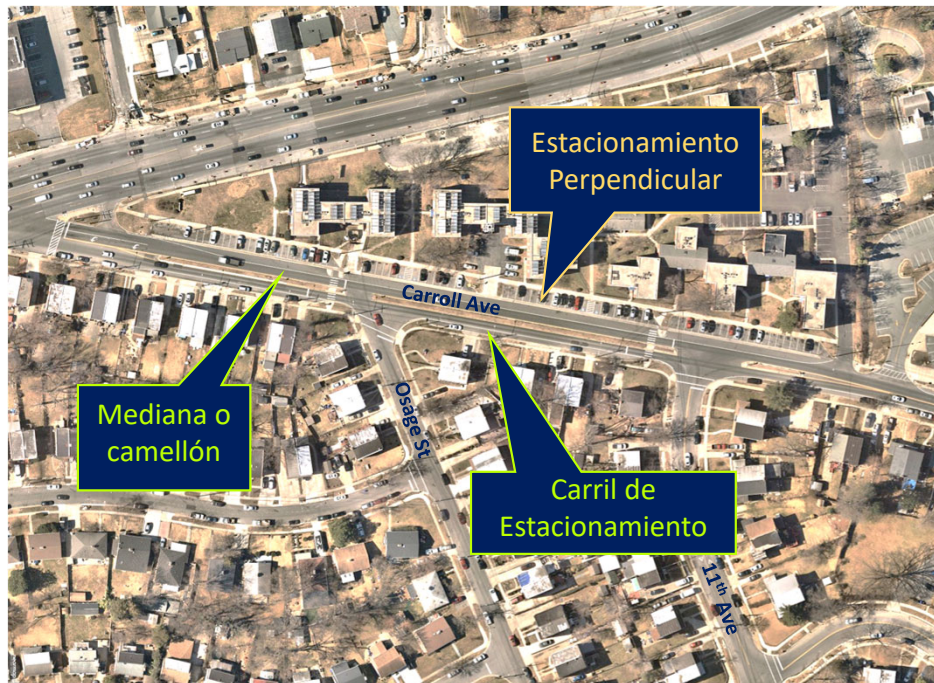 Estacionamiento
Perpendicular
Carroll Ave
Mediana o
camellón
Osage St
Carril de
Estacionamiento
11th Ave